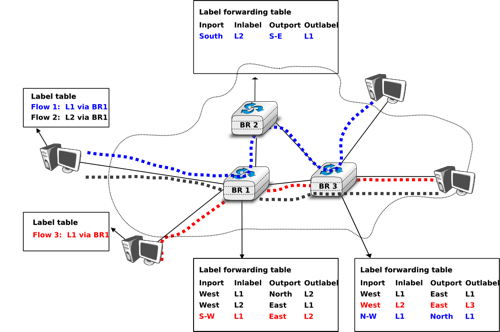 Label forwarding table
Inport Inlabel Outport Outlabel
South L2 S-E L1
Label table
Flow 1: L1 via BR1
Flow 2: L2 via BR1
BR 2
BR 1
BR 3
Label table
Flow 3: L1 via BR1
Label forwarding table
Inport Inlabel Outport Outlabel
West L1 North L2
West L2 East L1
S-W L1 East L2
Label forwarding table
Inport Inlabel Outport Outlabel
West L1 East L1
West L2 East L3
N-W L1 North L1